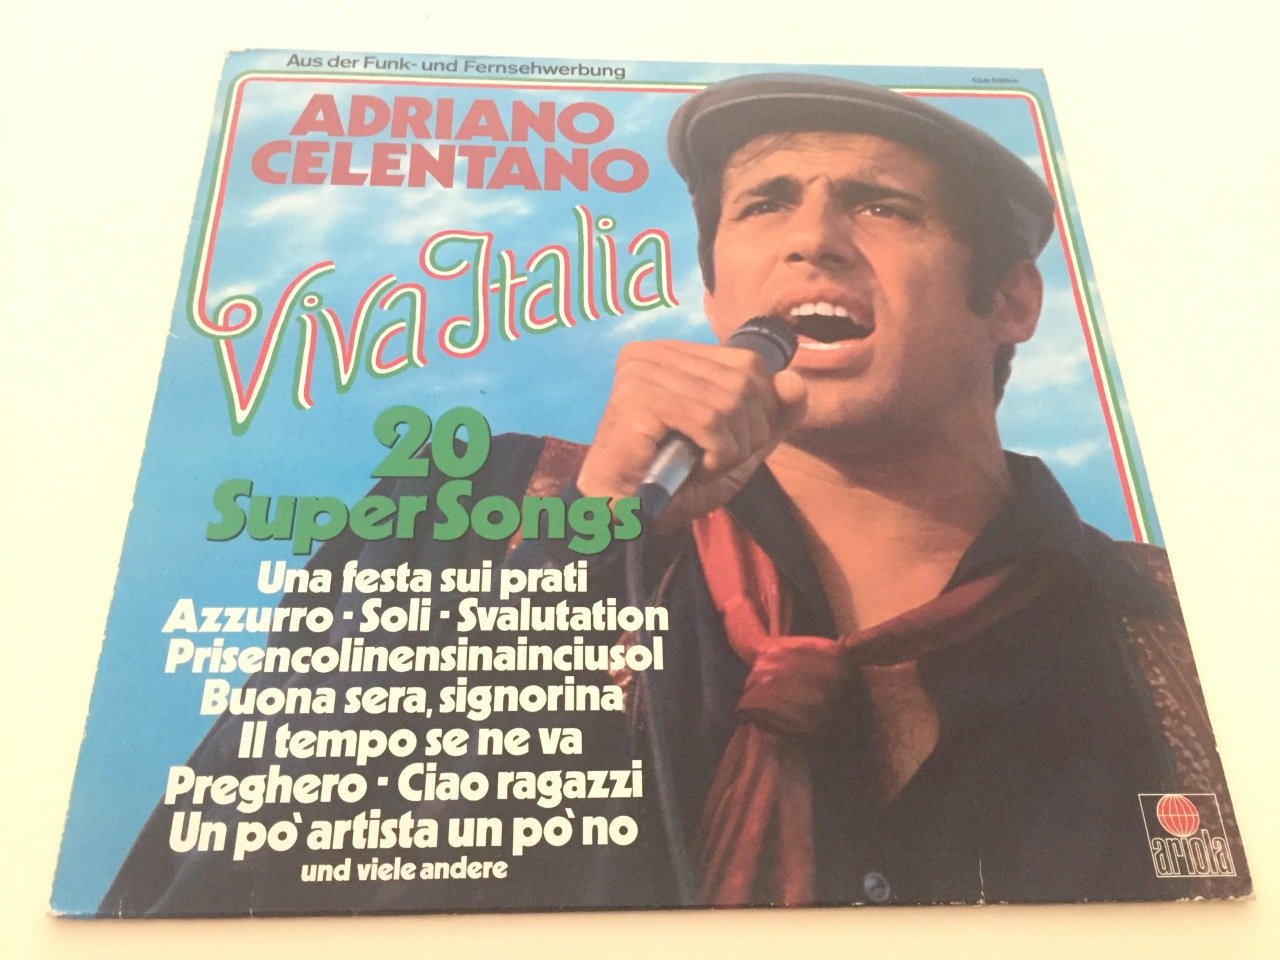 Aus der Funk- und Fernsehwerbung
Club-Edition
ADRIANO
CELENTANO
Viva Italia
20
Super Songs
Una festa sui prati
Azzurro - Soli - Svalutation
Prisencolinensinainciusol
Buona sera, signorina
Il tempo se ne va
Preghero - Ciao ragazzi
Un po' artista un po' no
und viele andere
ariola